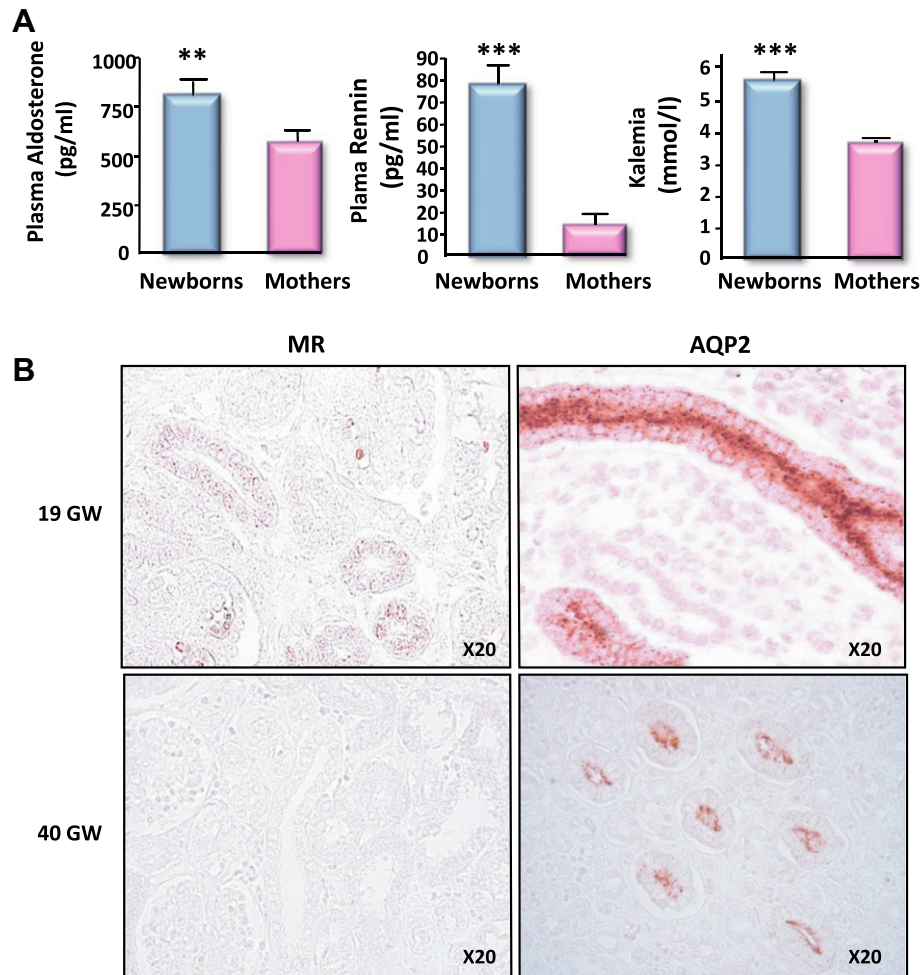 A
Plasma Aldosterone
(pg/ml)
1000
750
500
250
0
**
Newborns
Mothers
Plama Rennin
(pg/ml)
90
80
70
60
50
40
30
20
10
0
***
Newborns
Mothers
Kalemia
(mmol/l)
6
5
4
3
2
1
0
***
Newborns
Mothers
B
MR
AQP2
19 GW
X20
X20
40 GW
X20
X20